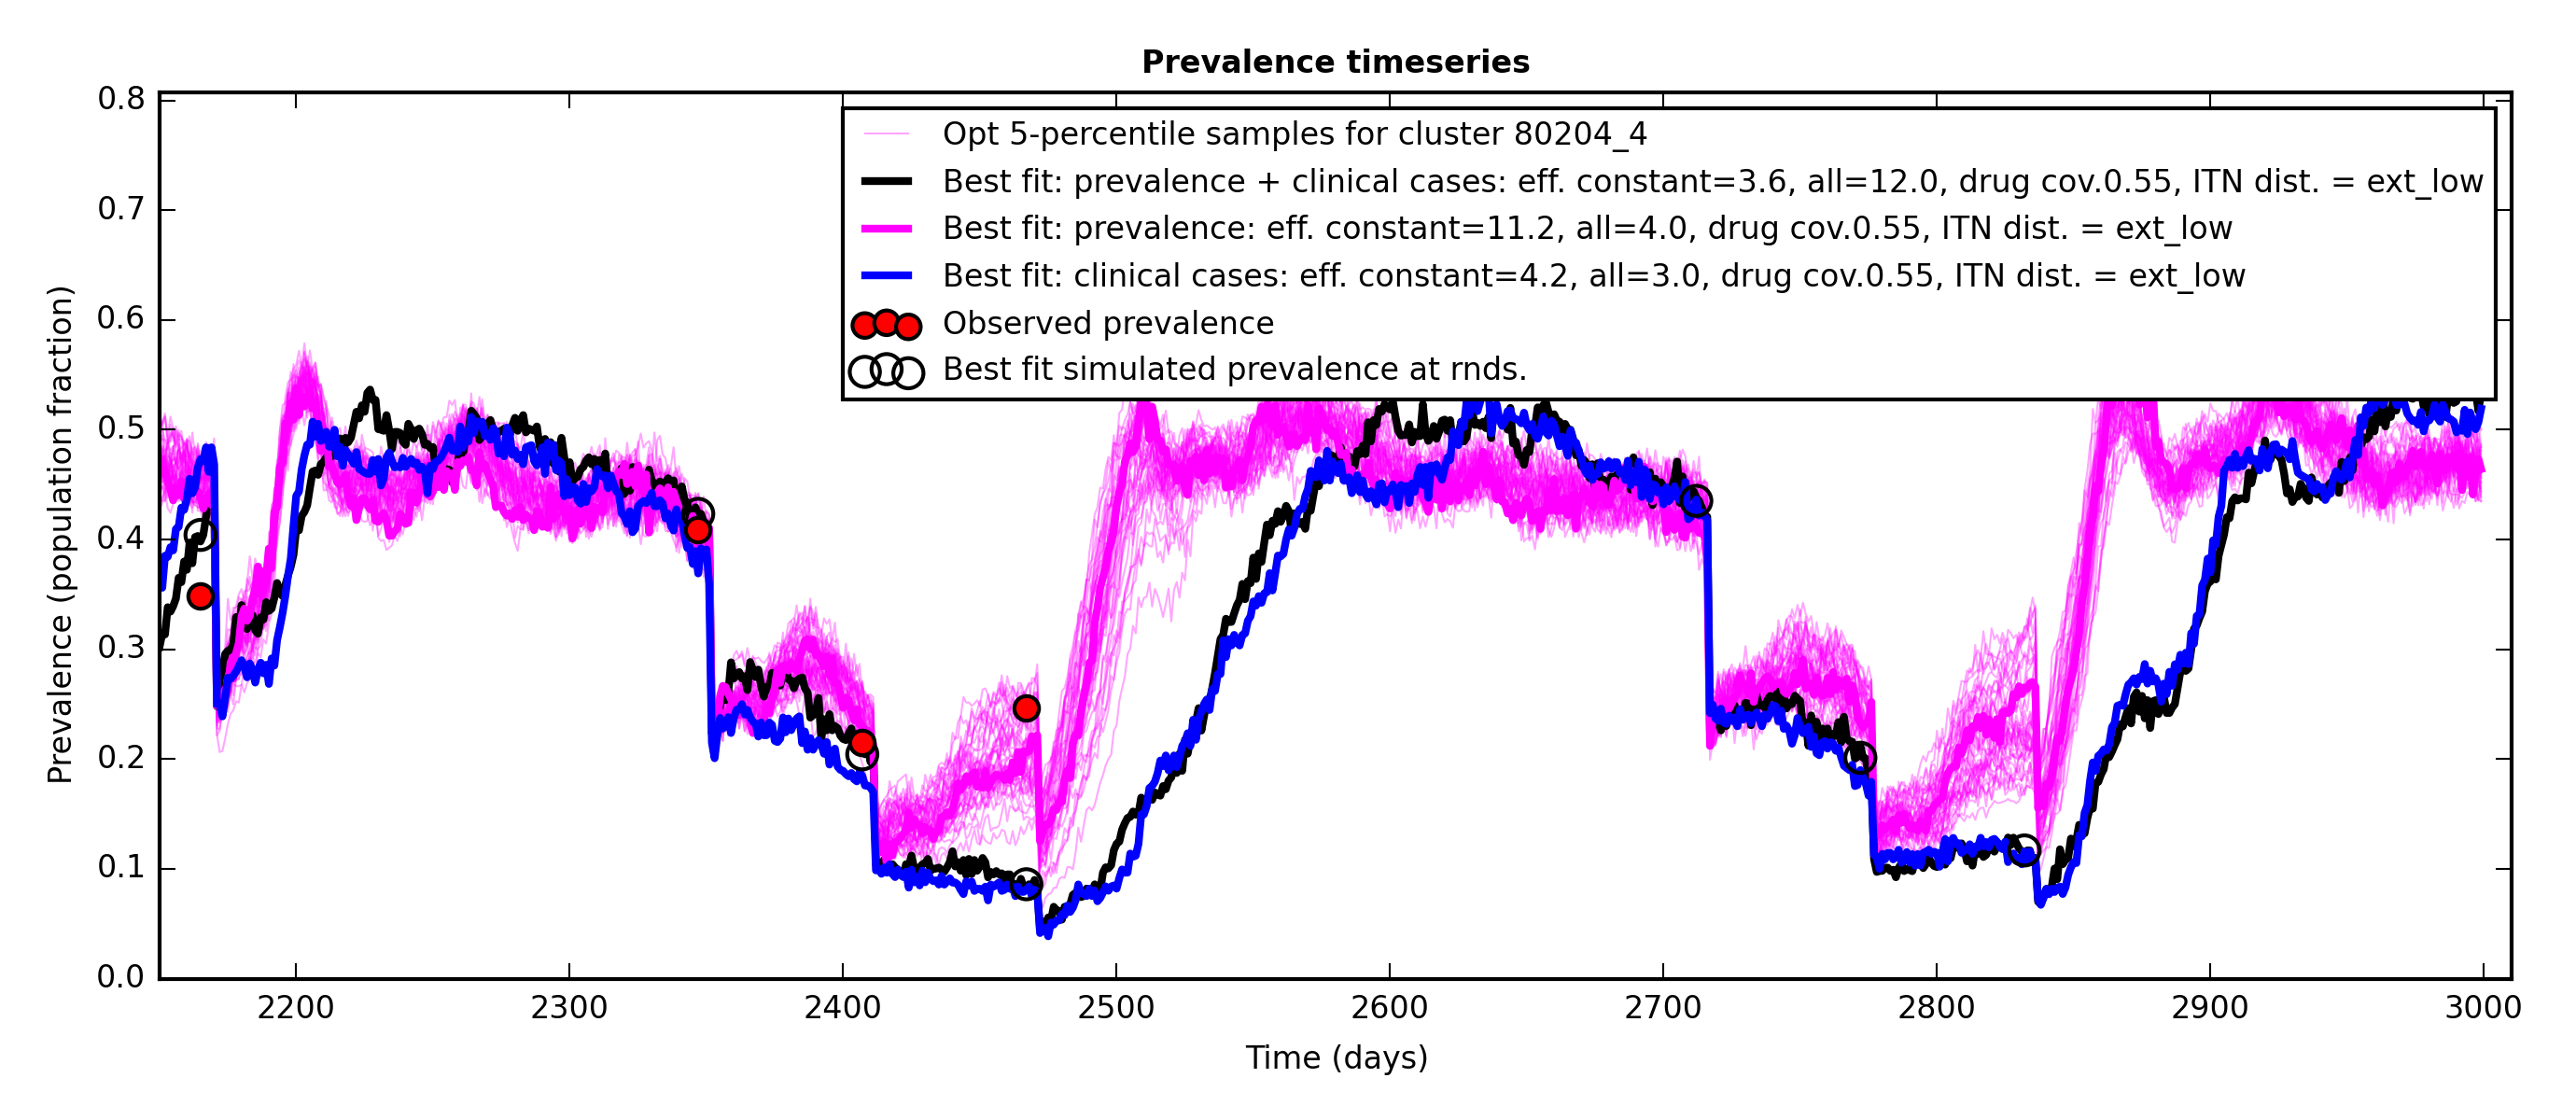 Prevalence timeseries
Opt 5-percentile samples for cluster 80204_4
Best fit: prevalence + clinical cases: eff. constant=3.6, all=12.0, drug cov.0.55, ITN dist. = ext_low
Best fit: prevalence: eff. constant=11.2, all=4.0, drug cov.0.55, ITN dist. = ext_low
Best fit: clinical cases: eff. constant=4.2, all=3.0, drug cov.0.55, ITN dist. = ext_low
Observed prevalence
Best fit simulated prevalence at rnds.
Prevalence (population fraction)
0.8
0.7
0.6
0.5
0.4
0.3
0.2
0.1
0.0
2200 2300 2400 2500 2600 2700 2800 2900 3000
Time (days)